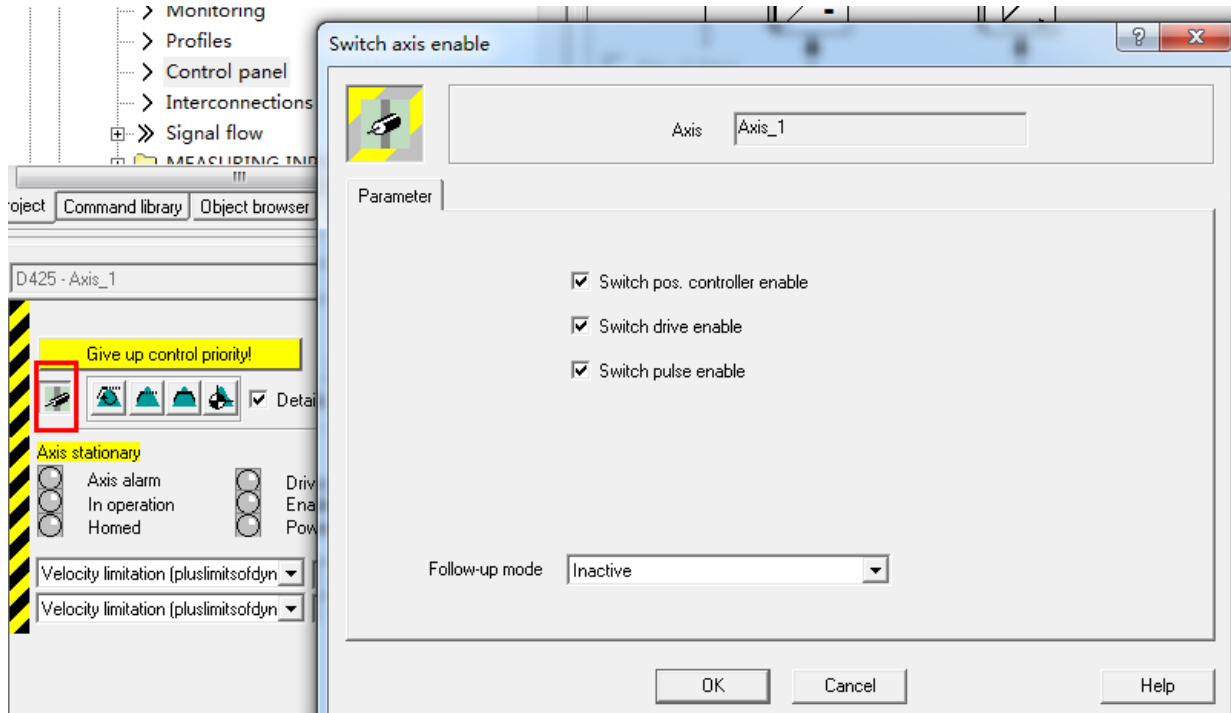 Monitoring
Profiles
Control panel
Interconnections
Signal flow
Project Command library Object browser
D425 - Axis_1
Give up control priority!
Axis stationary
Axis alarm
In operation
Homed
Velocity limitation (pluslimitsofdyn
Velocity limitation (pluslimitsofdyn
Switch axis enable
Axis
Axis_1
Parameter
Switch pos. controller enable
Switch drive enable
Switch pulse enable
Follow-up mode
Inactive
OK
Cancel
Help